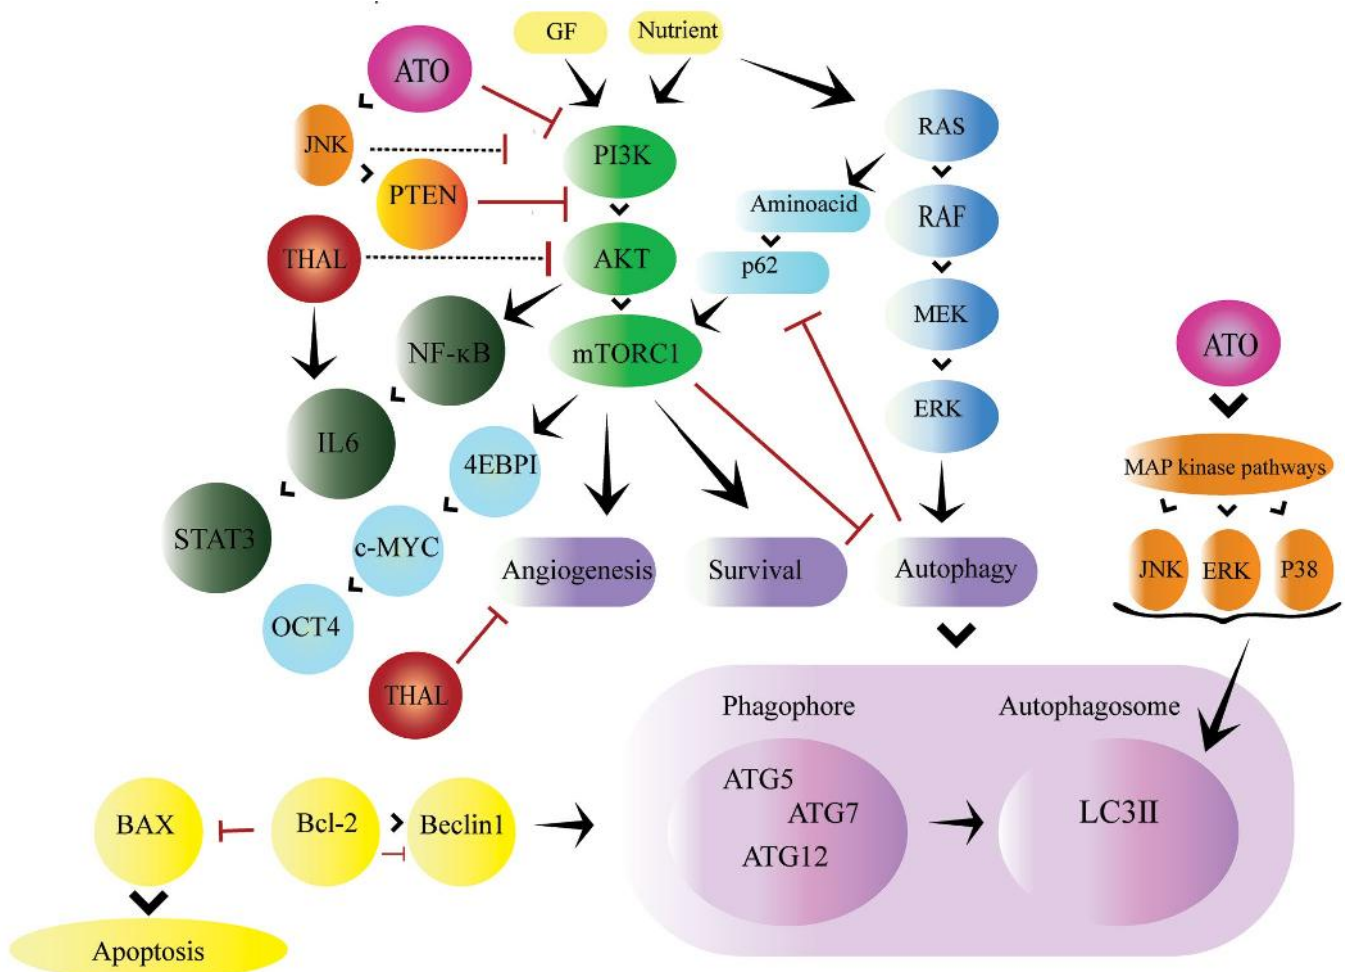 GF
Nutrient
ATO
RAS
JNK
PI3K
PTEN
Aminoacid
RAF
THAL
AKT
p62
MEK
NF-κB
mTORC1
ATO
ERK
IL6
4EBPI
MAP kinase pathways
STAT3
c-MYC
Angiogenesis
Survival
Autophagy
JNK
ERK
P38
OCT4
THAL
Phagophore
Autophagosome
ATG5
ATG7
ATG12
LC3II
BAX
Bcl-2
Beclin1
Apoptosis